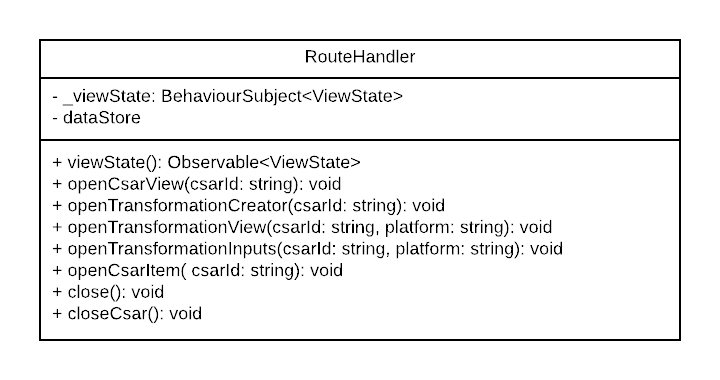 RouteHandler
- _viewState: BehaviourSubject<ViewState>
- dataStore
+ viewState(): Observable<ViewState>
+ openCsarView(csarId: string): void
+ openTransformationCreator(csarId: string): void
+ openTransformationView(csarId: string, platform: string): void
+ openTransformationInputs(csarId: string, platform: string): void
+ openCsarItem( csarId: string): void
+ close(): void
+ closeCsar(): void